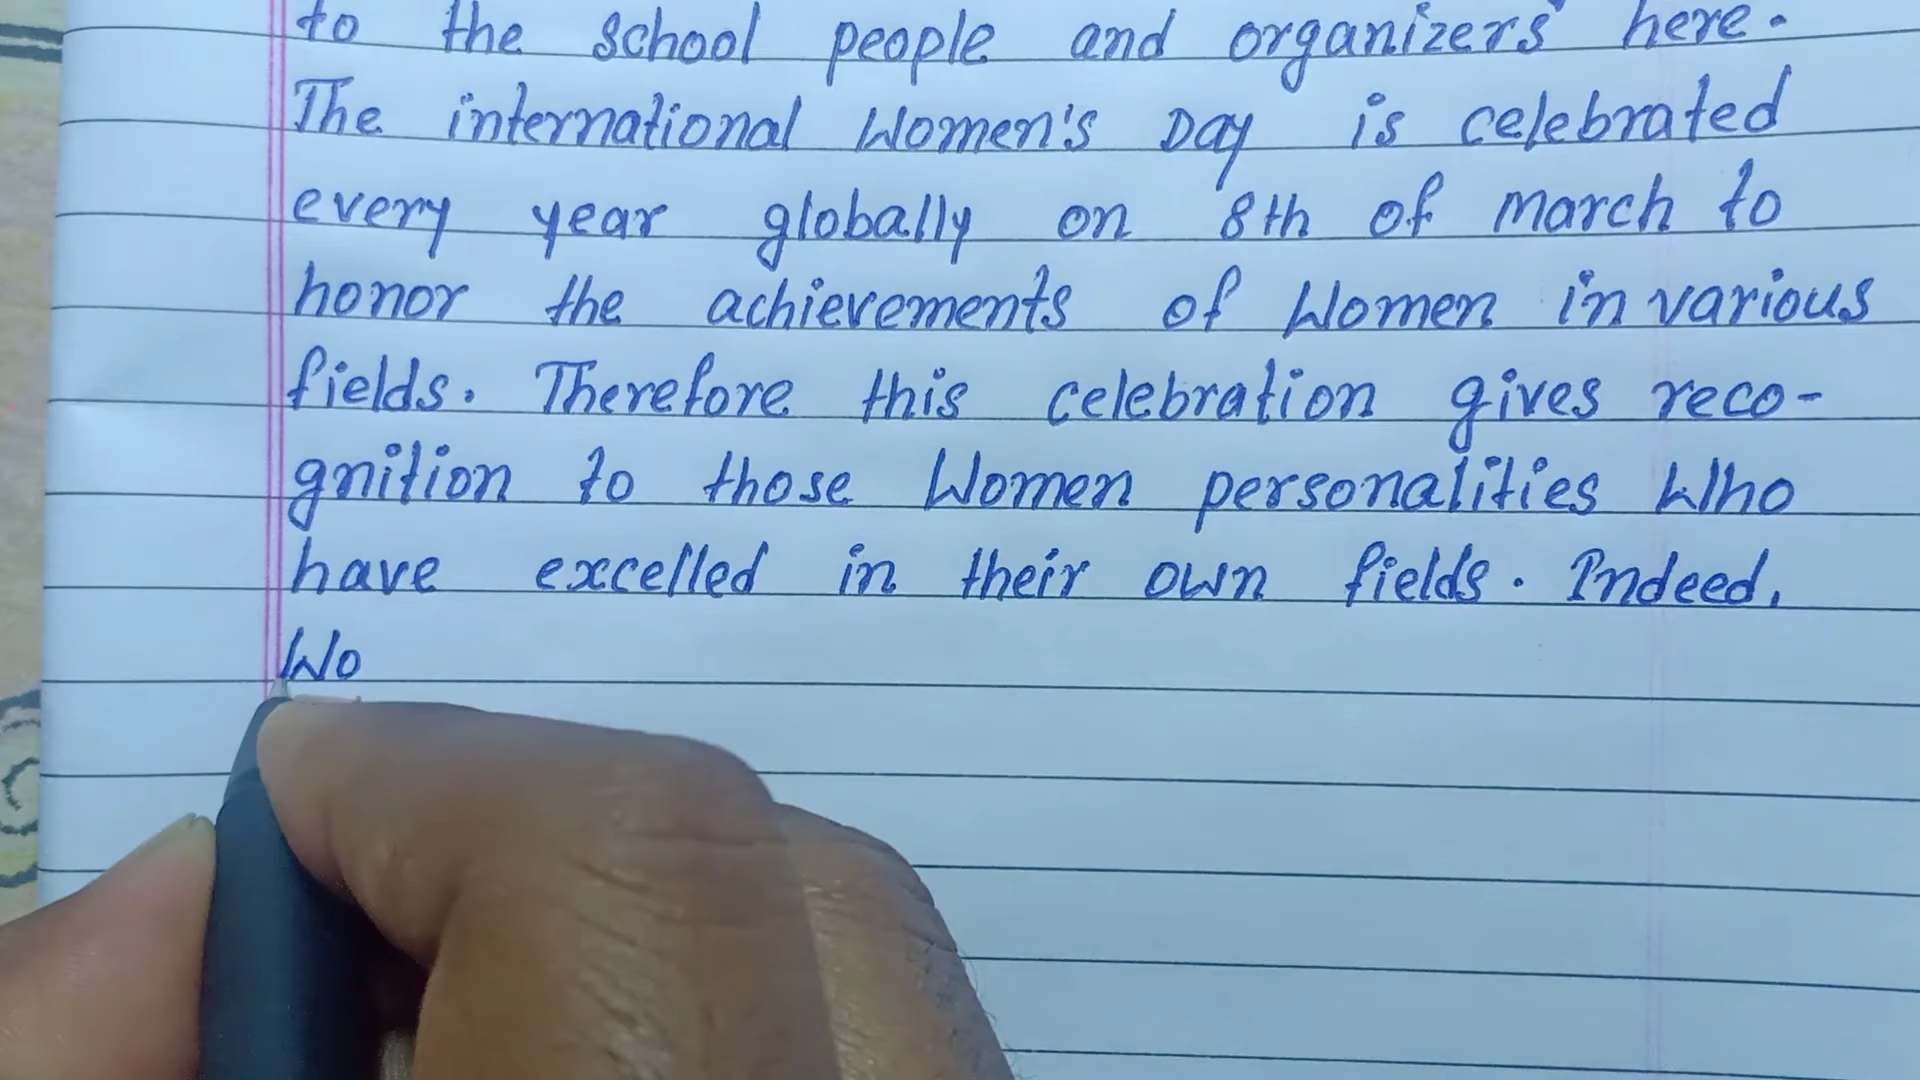 to the school people and organizers here.
The international Women's Day is celebrated
every year globally on 8th of march to
honor the achievements of Women in various
fields. Therefore this celebration gives reco-
gnition to those Women personalities Who
have excelled in their own fields. Indeed,
Wo